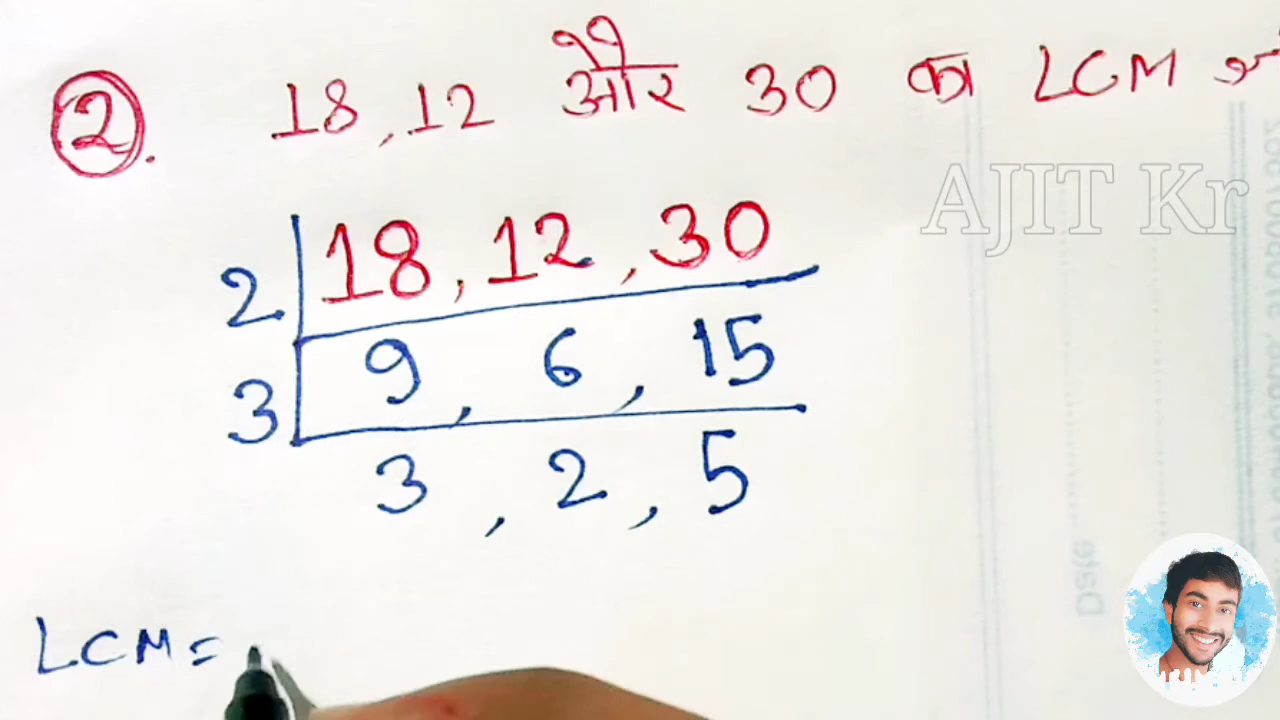 2. 18, 12 और 30 का LCM
AJIT Kr
2 18, 12, 30
3 9, 6, 15
3, 2, 5
Date
LCM =